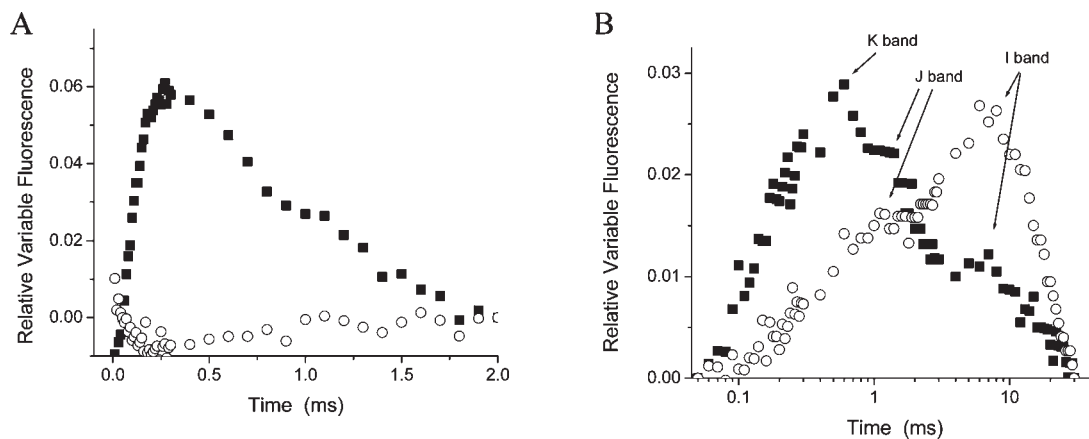 A
Relative Variable Fluorescence
0.06
0.04
0.02
0.00
0.0
0.5
1.0
1.5
2.0
Time (ms)
B
Relative Variable Fluorescence
0.03
0.02
0.01
0.00
0.1
1
10
Time (ms)
K band
J band
I band